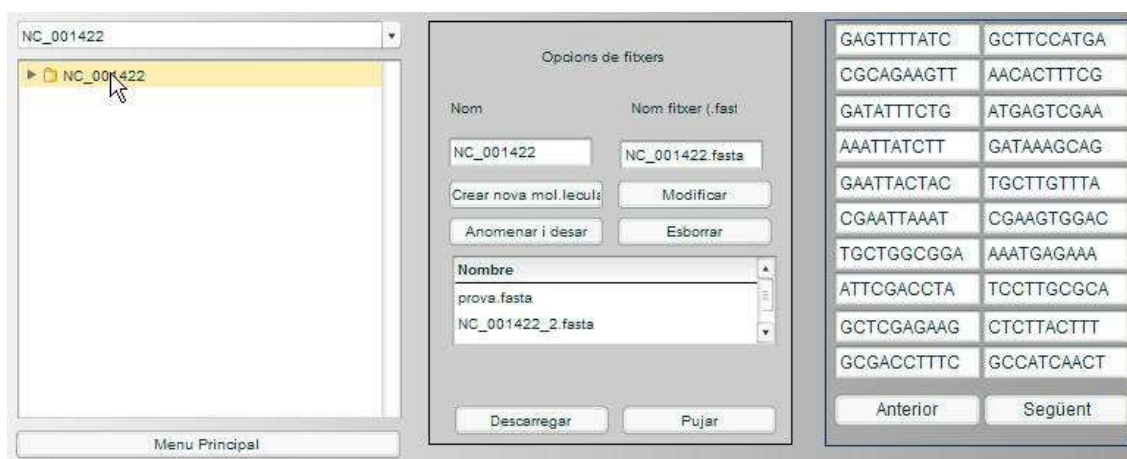 NC_001422
NC_001422
Menu Principal
Opcions de fitxers
Nom
Nom fitxer (.fast
NC_001422
NC_001422.fasta
Crear nova mol.lecula
Modificar
Anomenar i desar
Esborrar
Nombre
prova.fasta
NC_001422_2.fasta
Descarregar
Pujar
GAGTTTTATC GCTTCCATGA
CGCAGAAGTT AACACTTTCG
GATATTTCTG ATGAGTCGAA
AAATTATCTT GATAAAGCAG
GAATTACTAC TGCTTGTTTA
CGAATTAAAT CGAAGTGGAC
TGCTGGCGGA AAATGAGAAA
ATTCGACCTA TCCTTGCGCA
GCTCGAGAAG CTCTTACTTT
GCGACCTTTC GCCATCAACT
Anterior
Següent